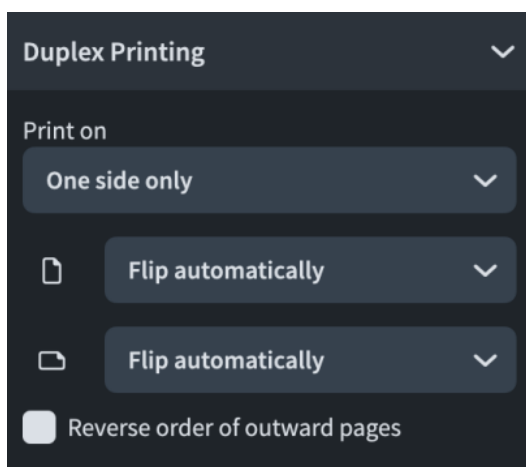 Duplex Printing
Print on
One side only
Flip automatically
Flip automatically
Reverse order of outward pages